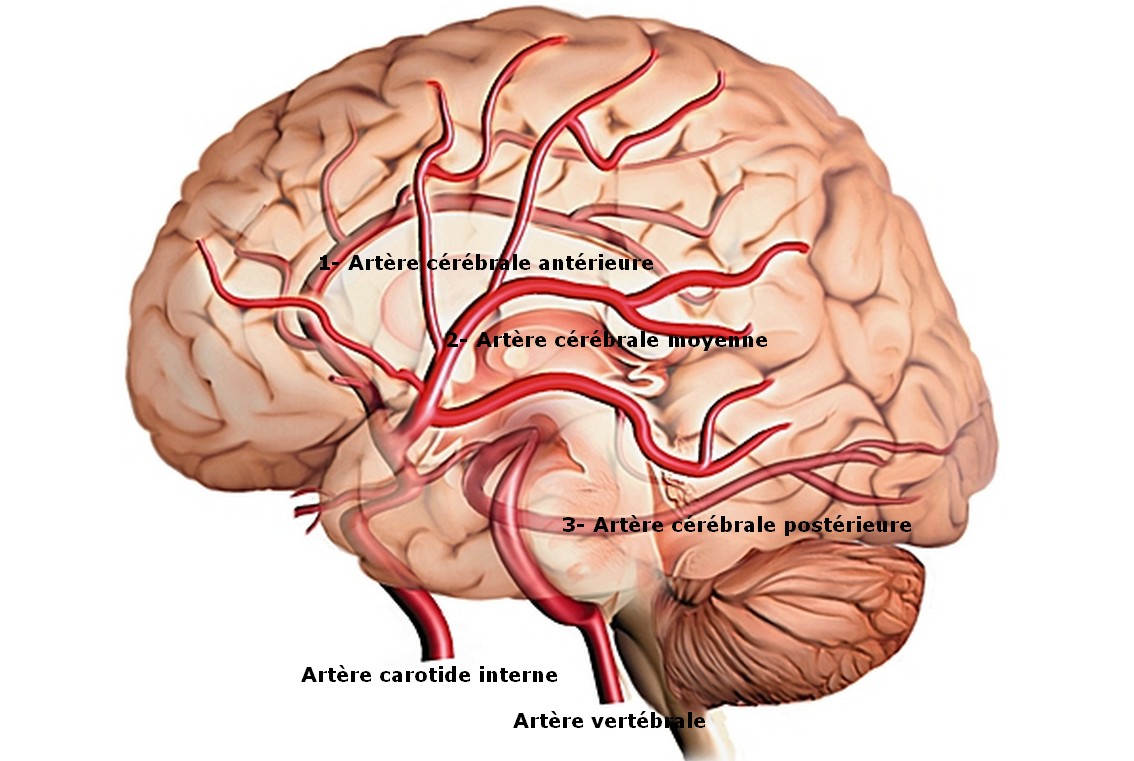 1- Artère cérébrale antérieure
2- Artère cérébrale moyenne
3- Artère cérébrale postérieure
Artère carotide interne
Artère vertébrale